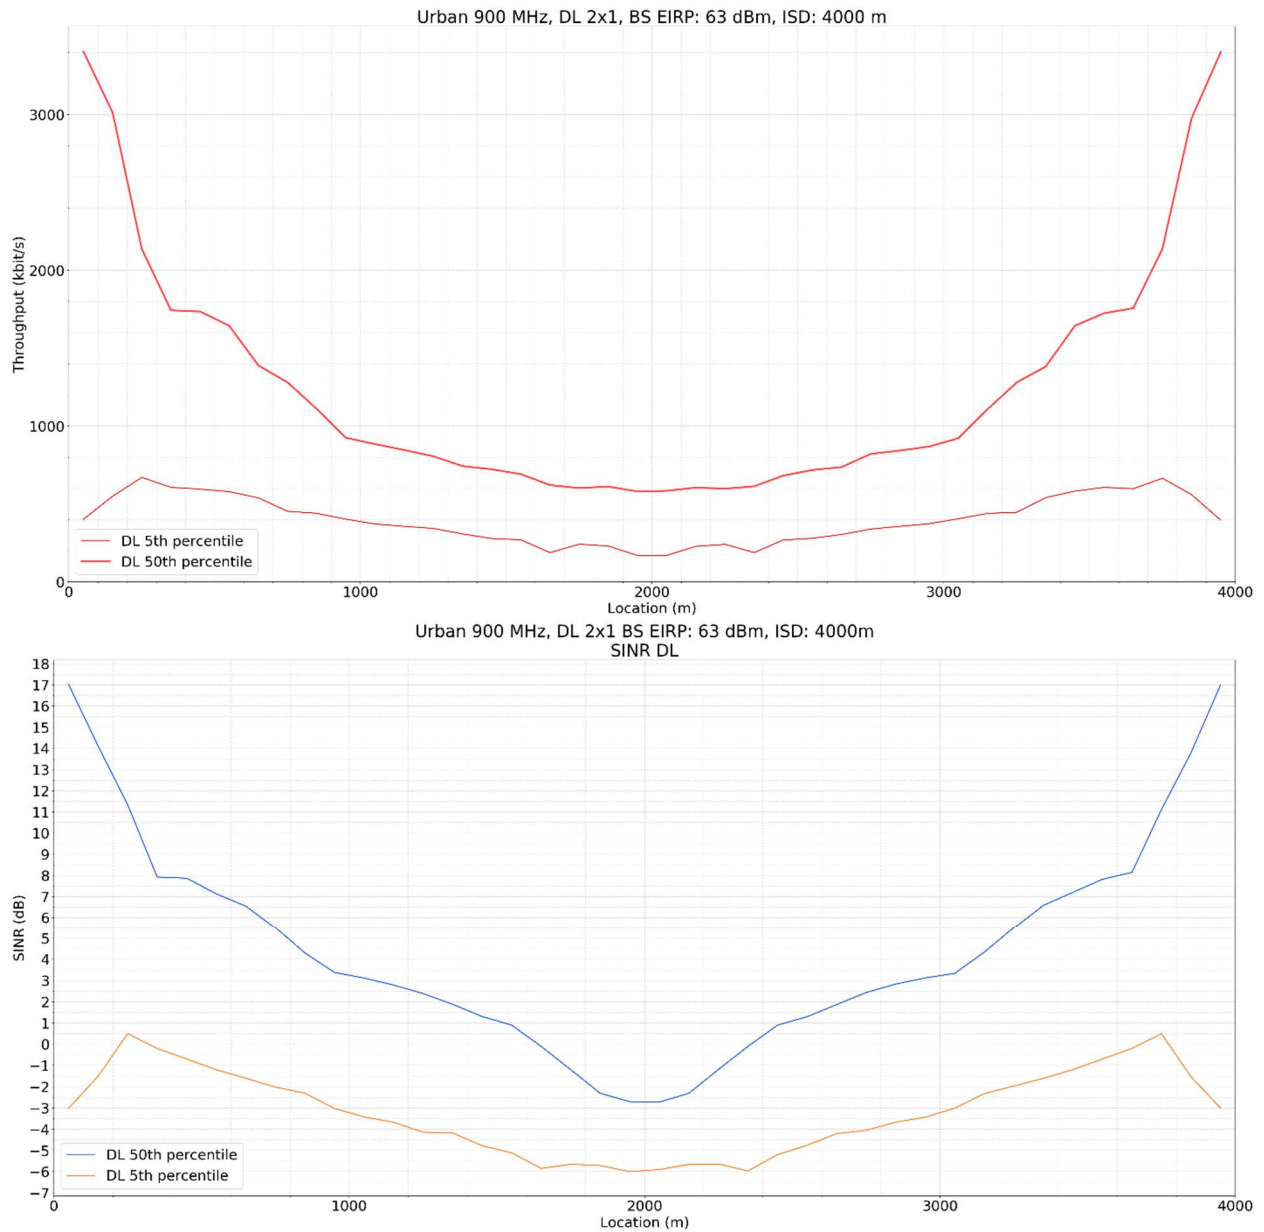 Urban 900 MHz, DL 2x1, BS EIRP: 63 dBm, ISD: 4000 m
Throughput (kbit/s)
3000
2000
1000
0
DL 5th percentile
DL 50th percentile
0 1000 2000 3000 4000
Location (m)
Urban 900 MHz, DL 2x1 BS EIRP: 63 dBm, ISD: 4000m
SINR DL
SINR (dB)
18
17
16
15
14
13
12
11
10
9
8
7
6
5
4
3
2
1
0
−1
−2
−3
−4
−5
−6
−7
DL 50th percentile
DL 5th percentile
0 1000 2000 3000 4000
Location (m)